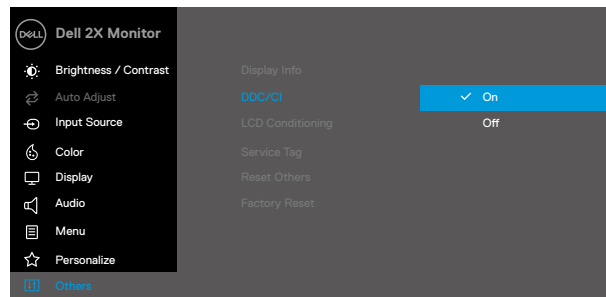 DELL
Dell 2X Monitor
Brightness / Contrast
Auto Adjust
Input Source
Color
Display
Audio
Menu
Personalize
Others
Display Info
DDC/CI
LCD Conditioning
Service Tag
Reset Others
Factory Reset
On
Off